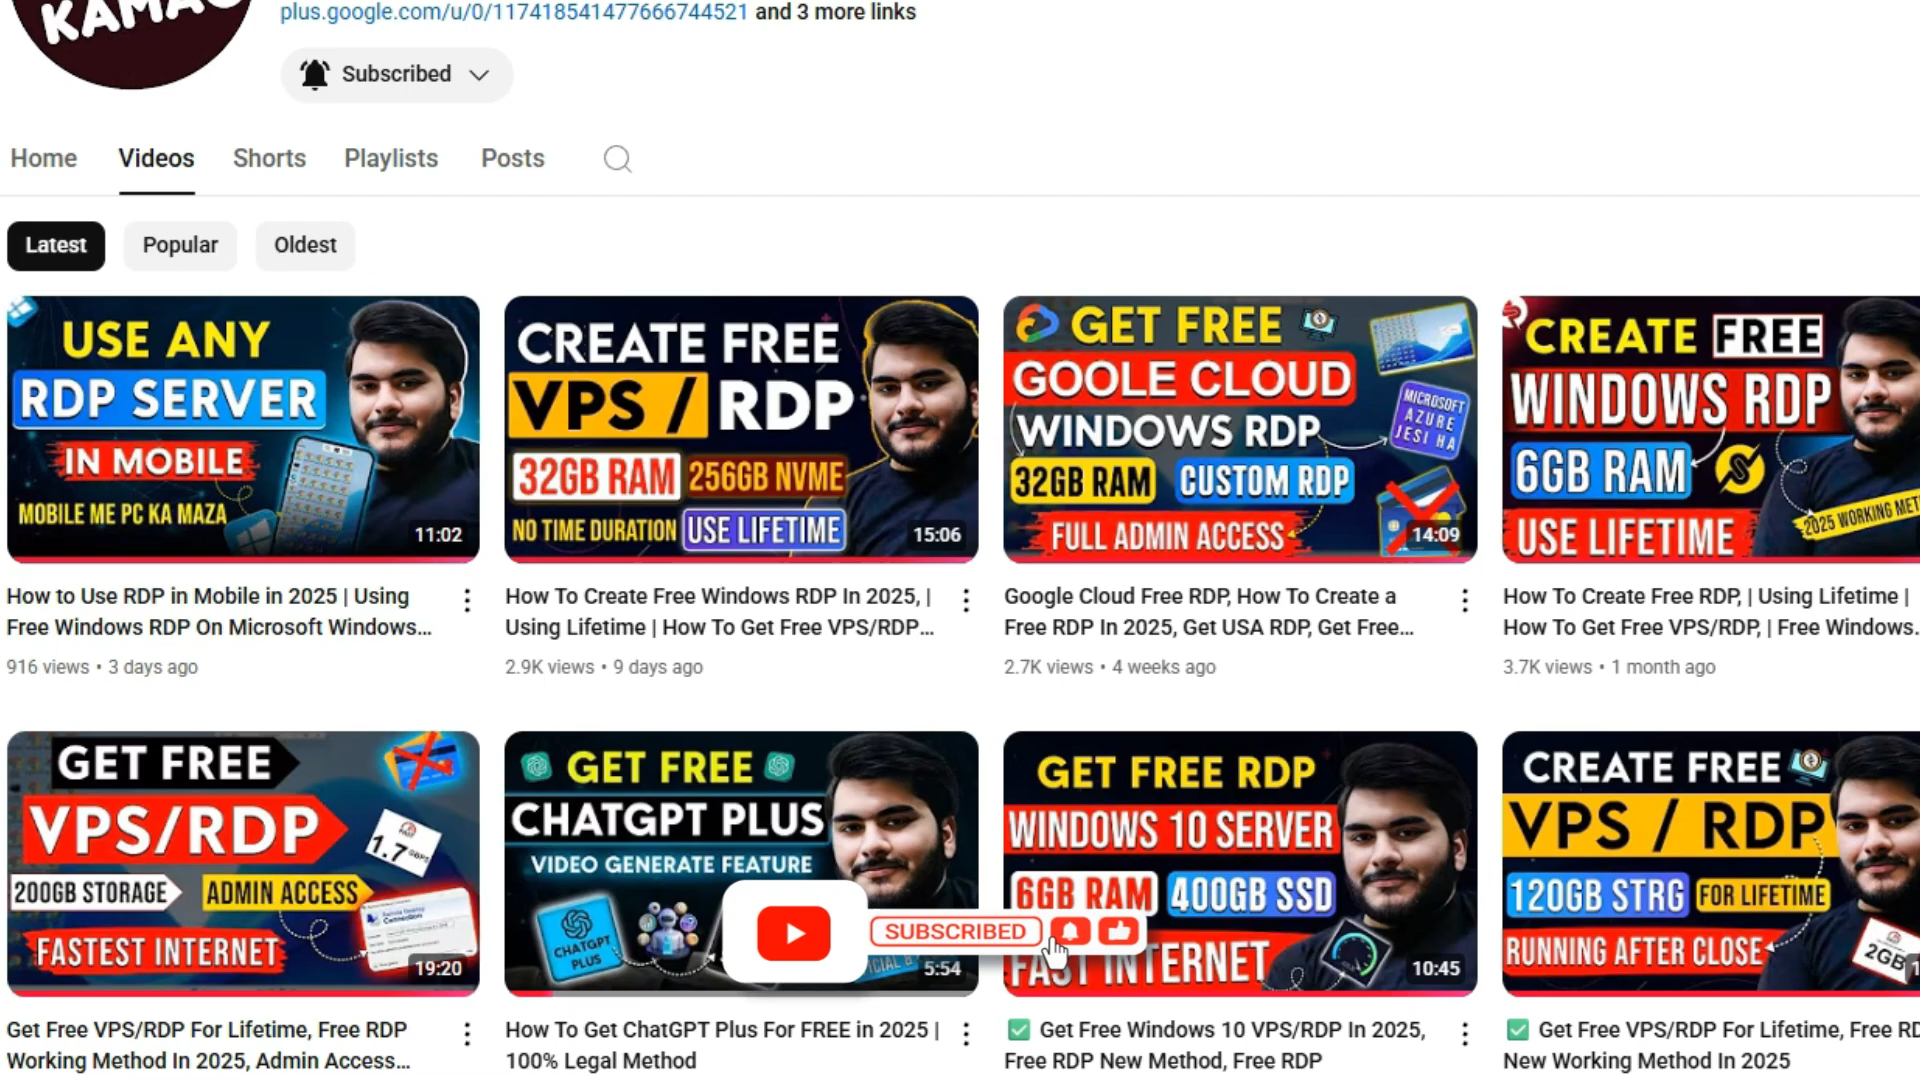 plus.google.com/u/0/117418541477666744521 and 3 more links
Subscribed
Home Videos Shorts Playlists Posts
Latest Popular Oldest
USE ANY
RDP SERVER
IN MOBILE
MOBILE ME PC KA MAZA
11:02
CREATE FREE
VPS / RDP
32GB RAM 256GB NVME
NO TIME DURATION USE LIFETIME
15:06
GET FREE
GOOLE CLOUD
WINDOWS RDP
MICROSOFT
AZURE
JESI HA
32GB RAM CUSTOM RDP
FULL ADMIN ACCESS
14:09
CREATE FREE
WINDOWS RDP
6GB RAM
2025 WORKING
USE LIFETIME
How to Use RDP in Mobile in 2025 | Using
Free Windows RDP On Microsoft Windows...
916 views • 3 days ago
How To Create Free Windows RDP In 2025, |
Using Lifetime | How To Get Free VPS/RDP...
2.9K views • 9 days ago
Google Cloud Free RDP, How To Create a
Free RDP In 2025, Get USA RDP, Get Free...
2.7K views • 4 weeks ago
How To Create Free RDP, | Using Lifetime |
How To Get Free VPS/RDP, | Free Windows.
3.7K views • 1 month ago
GET FREE
VPS/RDP
1.7 GBPS
200GB STORAGE ADMIN ACCESS
FASTEST INTERNET
19:20
GET FREE
CHATGPT PLUS
VIDEO GENERATE FEATURE
CHATGPT
PLUS
5:54
SUBSCRIBED
GET FREE RDP
WINDOWS 10 SERVER
6GB RAM 400GB SSD
FAST INTERNET
10:45
CREATE FREE
VPS / RDP
120GB STRG FOR LIFETIME
RUNNING AFTER CLOSE
2GB
Get Free VPS/RDP For Lifetime, Free RDP
Working Method In 2025, Admin Access...
How To Get ChatGPT Plus For FREE in 2025 |
100% Legal Method
✅ Get Free Windows 10 VPS/RDP In 2025,
Free RDP New Method, Free RDP
✅ Get Free VPS/RDP For Lifetime, Free
New Working Method In 2025